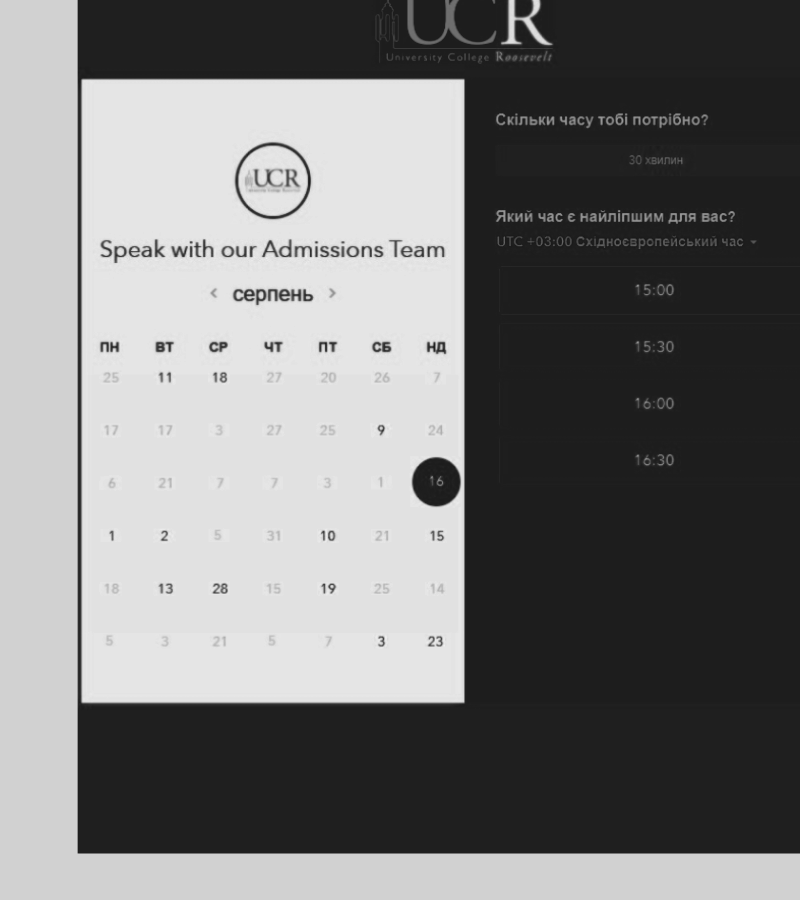 UCR
University College Roosevelt
UCR
Speak with our Admissions Team
< серпень >
ПН ВТ СР ЧТ ПТ СБ НД
25 11 18 27 20 26 7
17 17 3 27 25 9 24
6 21 7 7 3 1 16
1 2 5 31 10 21 15
18 13 28 15 19 25 14
5 3 21 5 7 3 23
Скільки часу тобі потрібно?
30 хвилин
Який час є найліпшим для вас?
UTC +03:00 Східноєвропейський час
15:00
15:30
16:00
16:30